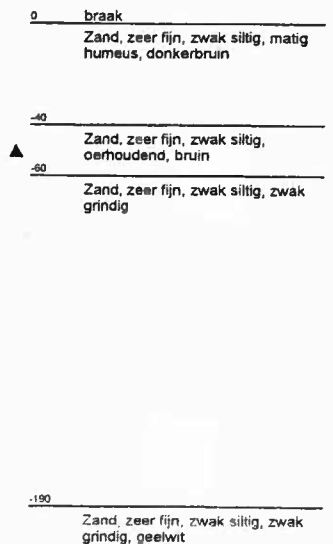 0 braak
Zand, zeer fijn, zwak siltig, matig
humeus, donkerbruin
-40
Zand, zeer fijn, zwak siltig,
oerhoudend, bruin
-60
Zand, zeer fijn, zwak siltig, zwak
grindig
-190
Zand, zeer fijn, zwak siltig, zwak
grindig, geelwit